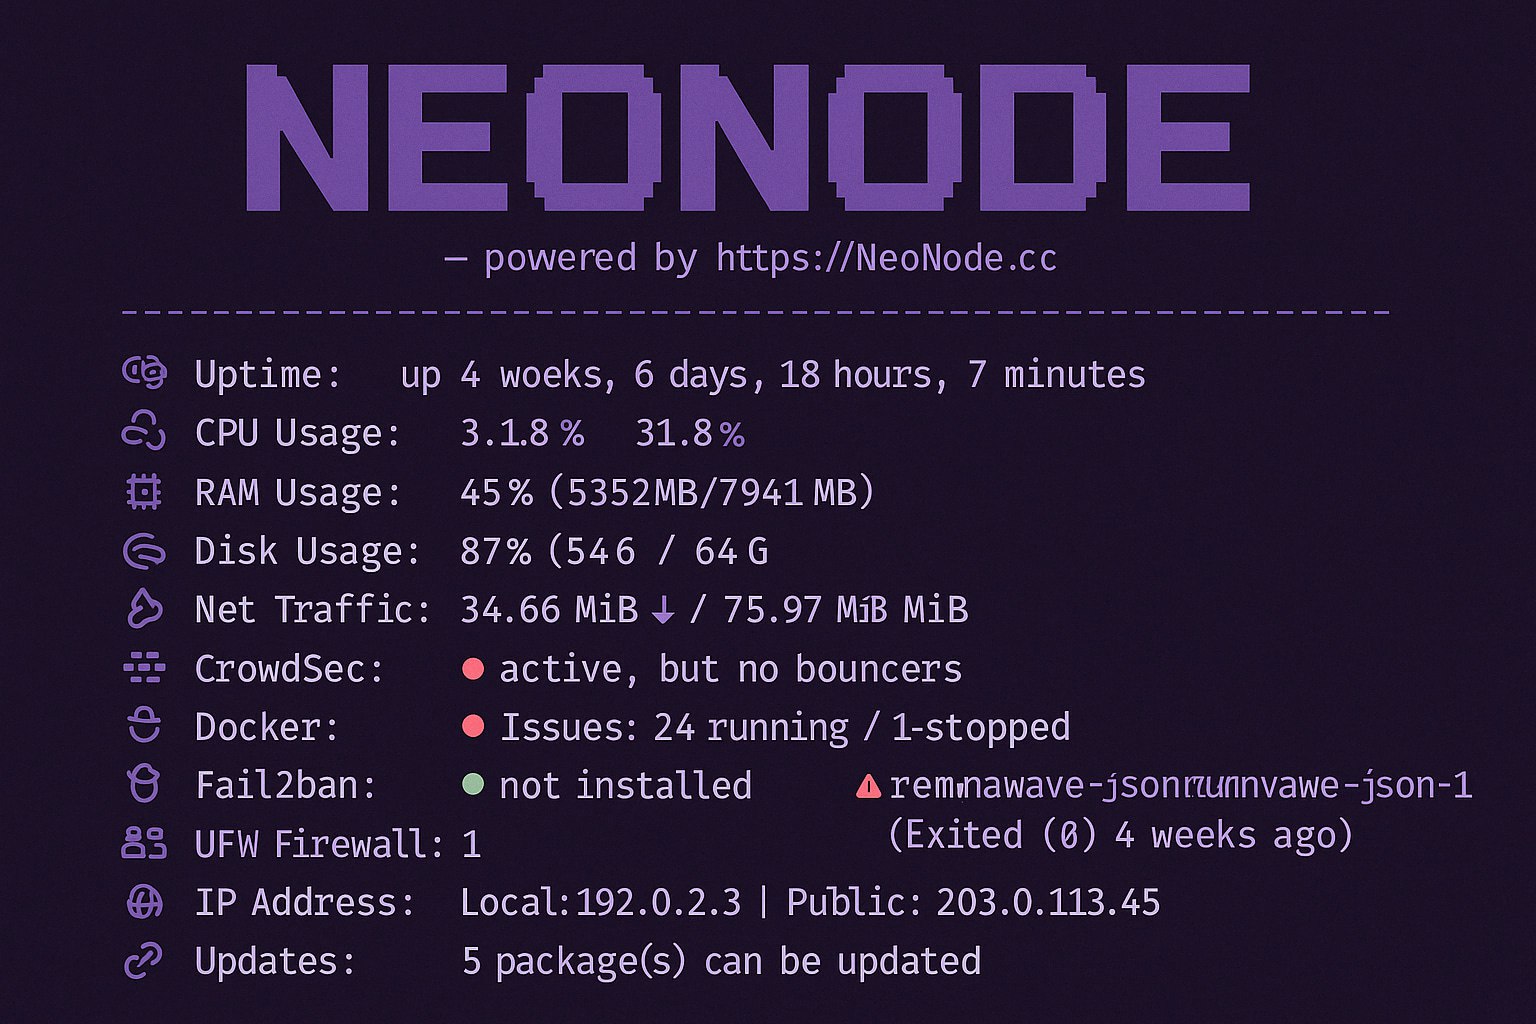 NEONODE
— powered by https://NeoNode.cc
Uptime: up 4 woeks, 6 days, 18 hours, 7 minutes
CPU Usage: 3.1.8 % 31.8 %
RAM Usage: 45% (5352MB/7941 MB)
Disk Usage: 87% (546 / 64 G
Net Traffic: 34.66 MiB ↓ / 75.97 MiB MiB
CrowdSec: active, but no bouncers
Docker: Issues: 24 running / 1-stopped
Fail2ban: not installed
(Exited (0) 4 weeks ago)
UFW Firewall: 1
IP Address: Local:192.0.2.3 | Public: 203.0.113.45
Updates: 5 package(s) can be updated